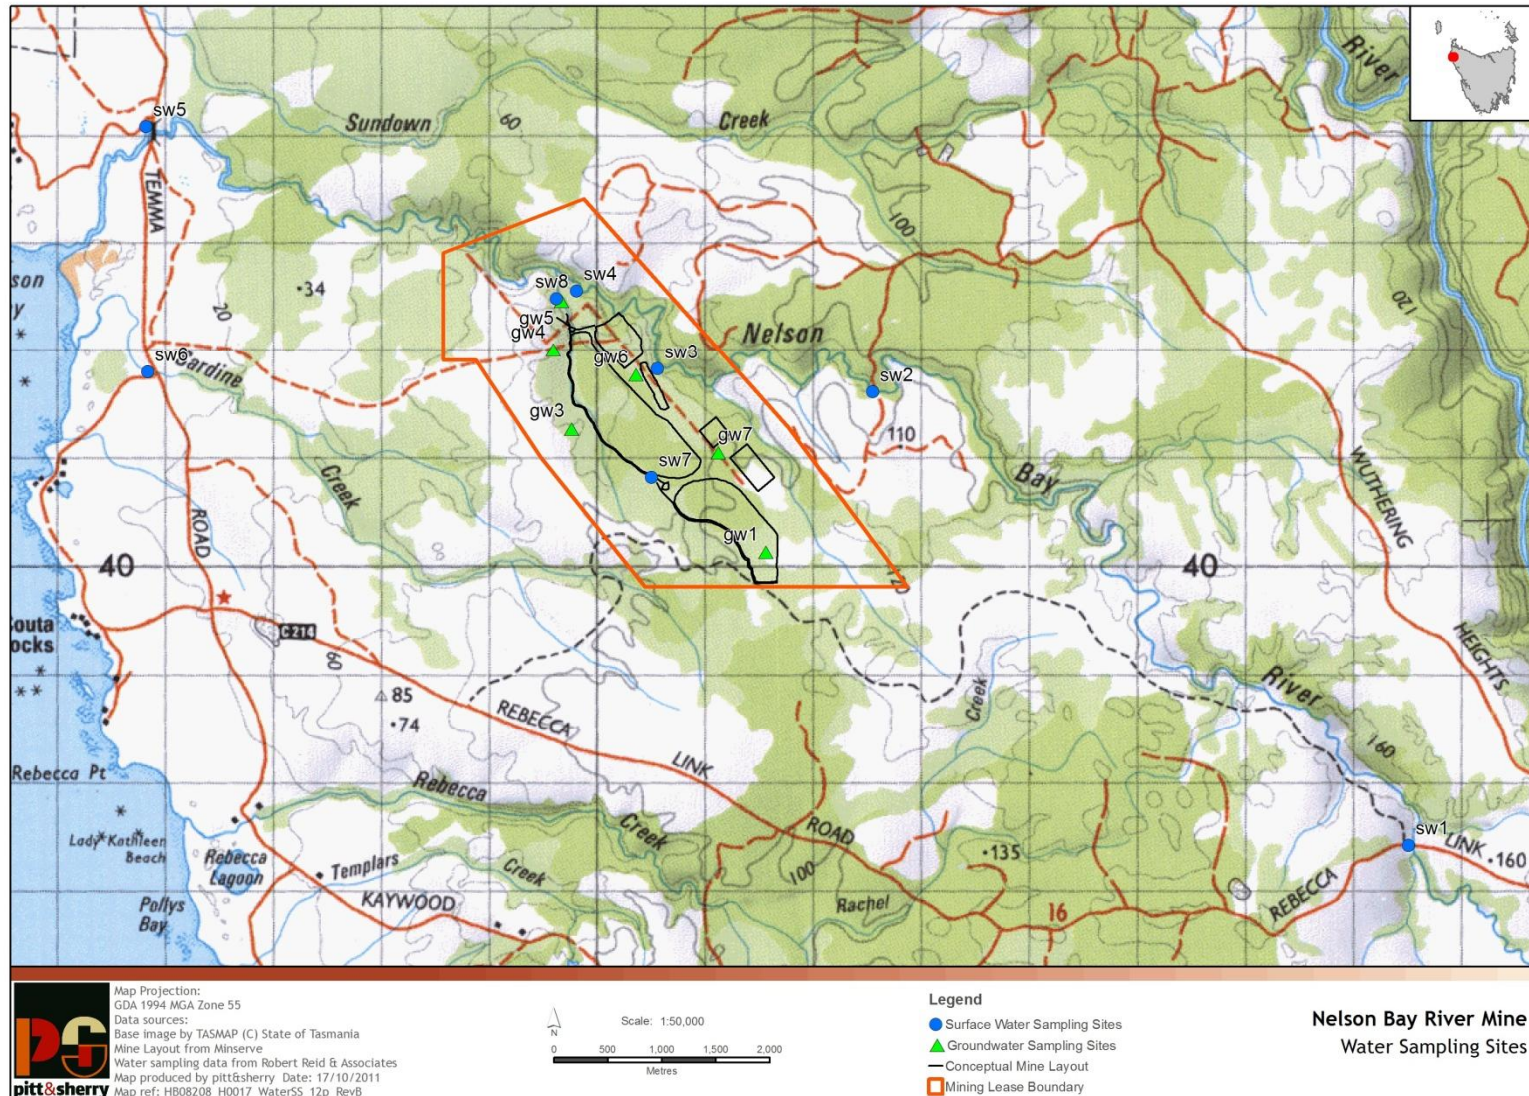 River
sw5
Sundown
60
Creek
TEMMA
100
34
20
120
sw8
sw4
gw5
gw4
Nelson
sw6
Gardine
gw6
sw3
sw2
gw3
110
gw7
WUTHERING
sw7
Bay
Creek
ROAD
gw1
40
40
120
C214
60
HEIGHTS
River
85
74
REBECCA
Creek
160
LINK
Rebecca Pt
Rebecca
Creek
ROAD
sw1
LINK
160
Lady Kathleen
Beach
Rebecca
Lagoon
Templars
Creek
100
135
Pollys
Bay
KAYWOOD
Rachel
16
REBECCA
pitt&sherry
Map Projection:
GDA 1994 MGA Zone 55
Data sources:
Base image by TASMAP (C) State of Tasmania
Mine Layout from Minserve
Water sampling data from Robert Reid & Associates
Map produced by pitt&sherry Date: 17/10/2011
Map ref: HB08208_H0017_WaterSS_12p_RevB
N
Scale: 1:50,000
0 500 1,000 1,500 2,000
Metres
Legend
Surface Water Sampling Sites
Groundwater Sampling Sites
Conceptual Mine Layout
Mining Lease Boundary
Nelson Bay River Mine
Water Sampling Sites